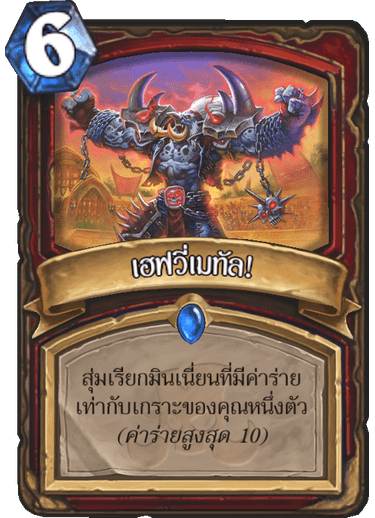 6
เฮฟวี่เมทัล!
สุ่มเรียกมินเนี่ยนที่มีค่าร่าย
เท่ากับเกราะของคุณหนึ่งตัว
(ค่าร่ายสูงสุด 10)